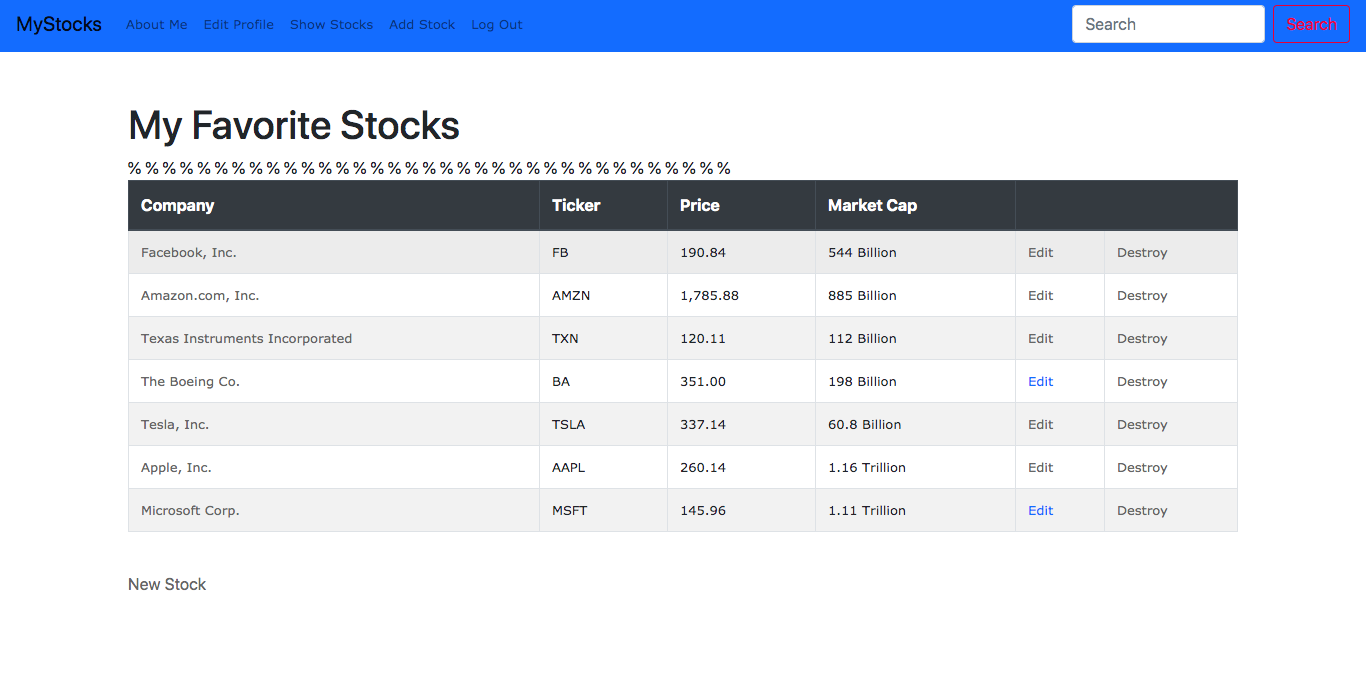 MyStocks About Me Edit Profile Show Stocks Add Stock Log Out Search Search
My Favorite Stocks
% % % % % % % % % % % % % % % % % % % % % % % % % % % % % % % % % % %
Company Ticker Price Market Cap
Facebook, Inc. FB 190.84 544 Billion Edit Destroy
Amazon.com, Inc. AMZN 1,785.88 885 Billion Edit Destroy
Texas Instruments Incorporated TXN 120.11 112 Billion Edit Destroy
The Boeing Co. BA 351.00 198 Billion Edit Destroy
Tesla, Inc. TSLA 337.14 60.8 Billion Edit Destroy
Apple, Inc. AAPL 260.14 1.16 Trillion Edit Destroy
Microsoft Corp. MSFT 145.96 1.11 Trillion Edit Destroy
New Stock